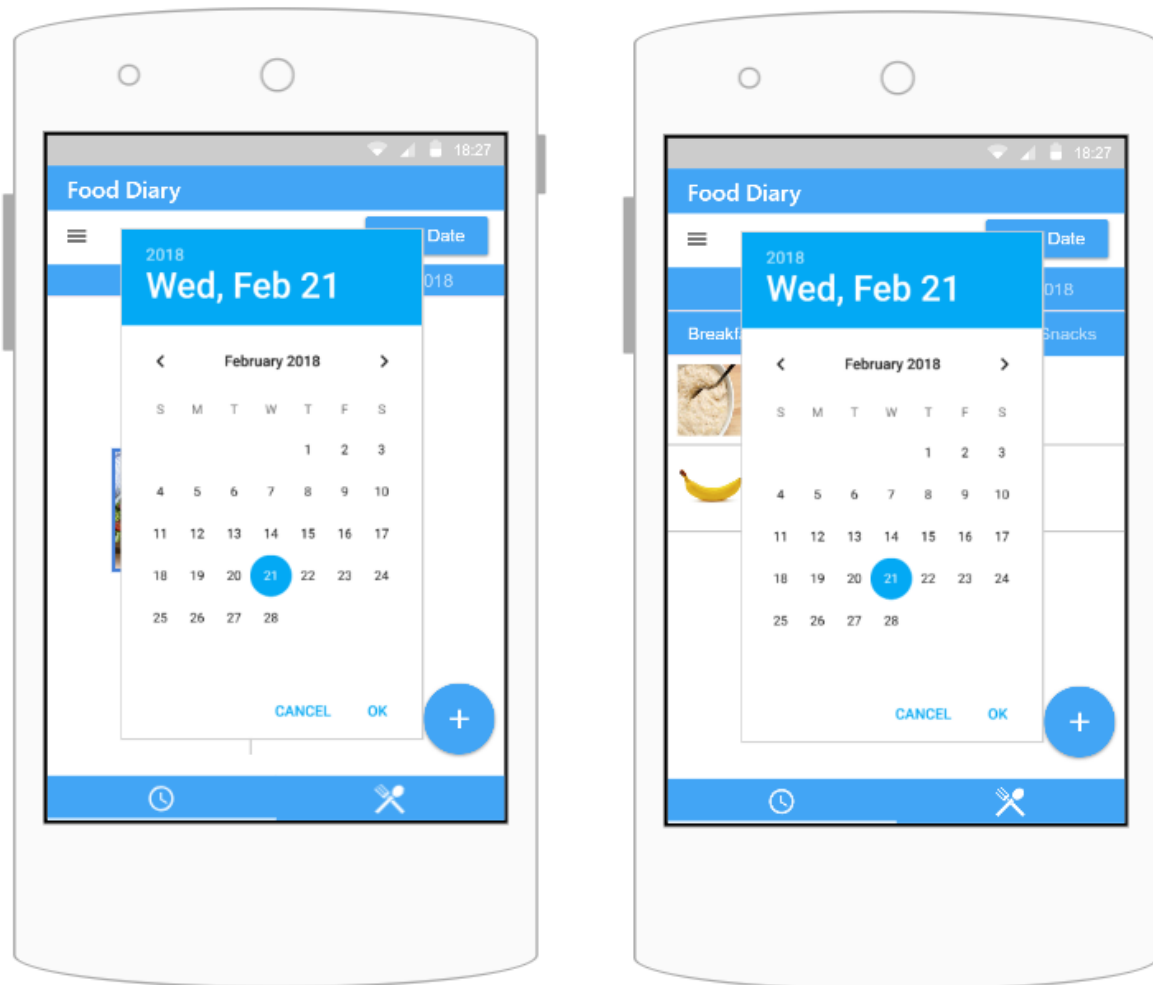 18:27
Food Diary
Date
018
2018
Wed, Feb 21
February 2018
S M T W T F S
1 2 3
4 5 6 7 8 9 10
11 12 13 14 15 16 17
18 19 20 21 22 23 24
25 26 27 28
CANCEL OK
+
18:27
Food Diary
Date
018
Breakf
Snacks
2018
Wed, Feb 21
February 2018
S M T W T F S
1 2 3
4 5 6 7 8 9 10
11 12 13 14 15 16 17
18 19 20 21 22 23 24
25 26 27 28
CANCEL OK
+